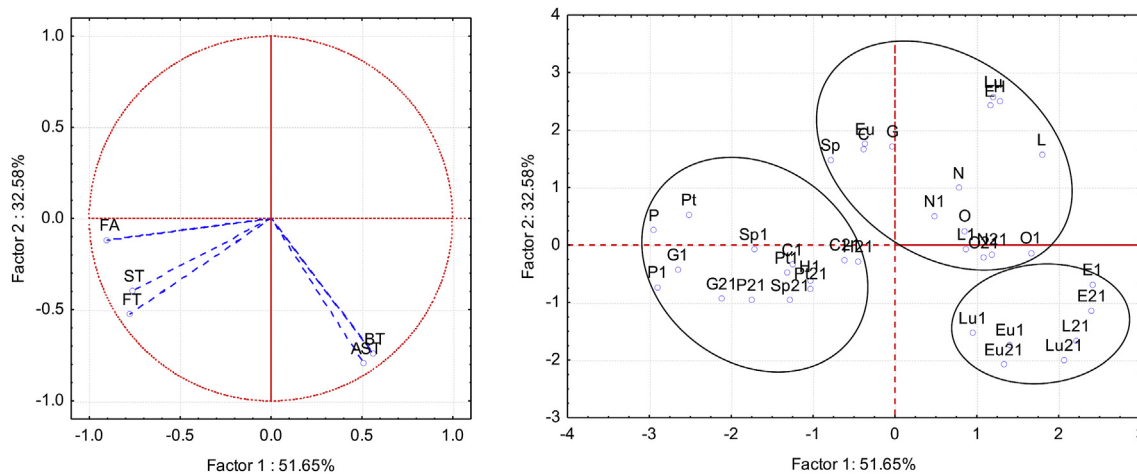 1.0
0.5
0.0
-0.5
-1.0
FA
ST
FT
BT
AST
-1.0 -0.5 0.0 0.5 1.0
Factor 1 : 51.65%
Factor 2 : 32.58%
4
3
2
1
0
-1
-2
-3
Lu
L
Eu
G
Sp
N
Pt
P
N1
O
Sp1
L1
N21
O1
G1
C1
H21
P1
H1
E1
G21
P21
Sp21
E21
Lu1
Eu1
L21
Eu21
Lu21
-4 -3 -2 -1 0 1 2 3
Factor 1: 51.65%
Factor 2: 32.58%